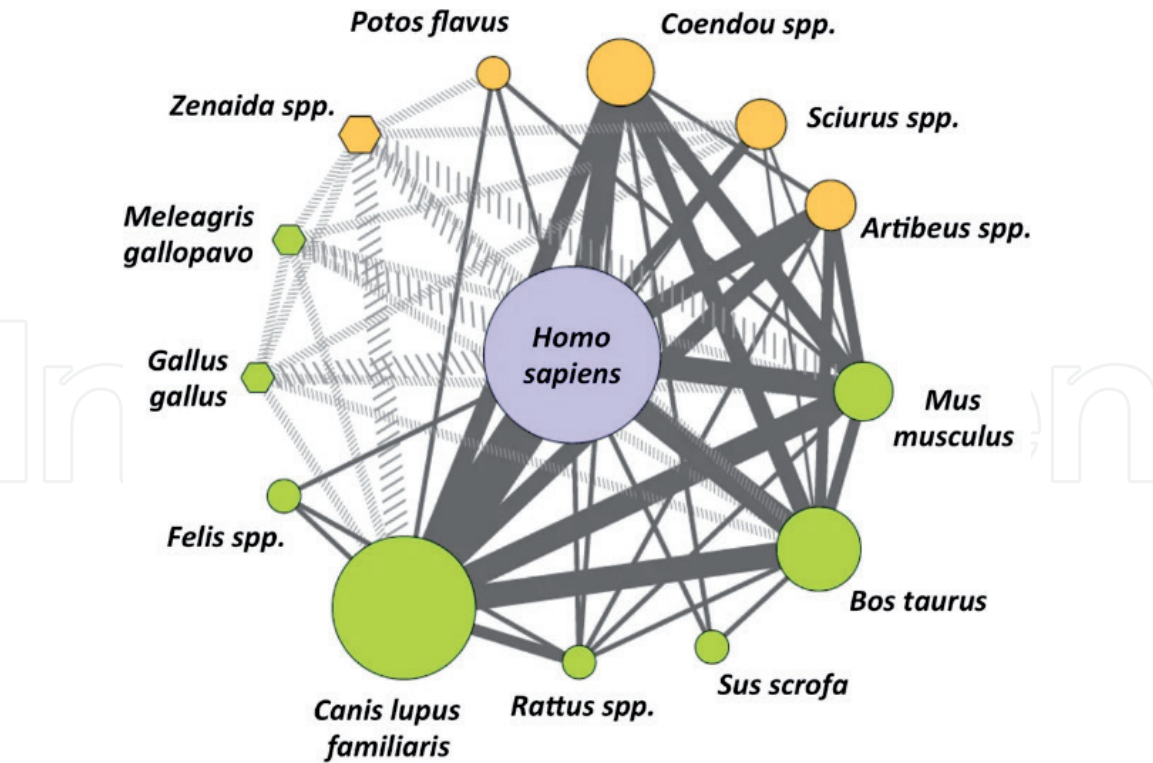 Potos flavus
Coendou spp.
Zenaida spp.
Sciurus spp.
Meleagris
gallopavo
Artibeus spp.
Homo
sapiens
Gallus
gallus
Mus
musculus
Felis spp.
Bos taurus
Sus scrofa
Rattus spp.
Canis lupus
familiaris